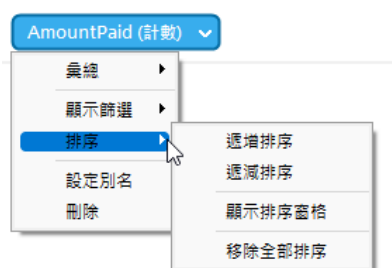 AmountPaid (計數)
彙總
顯示篩選
排序
設定別名
刪除
遞增排序
遞減排序
顯示排序窗格
移除全部排序